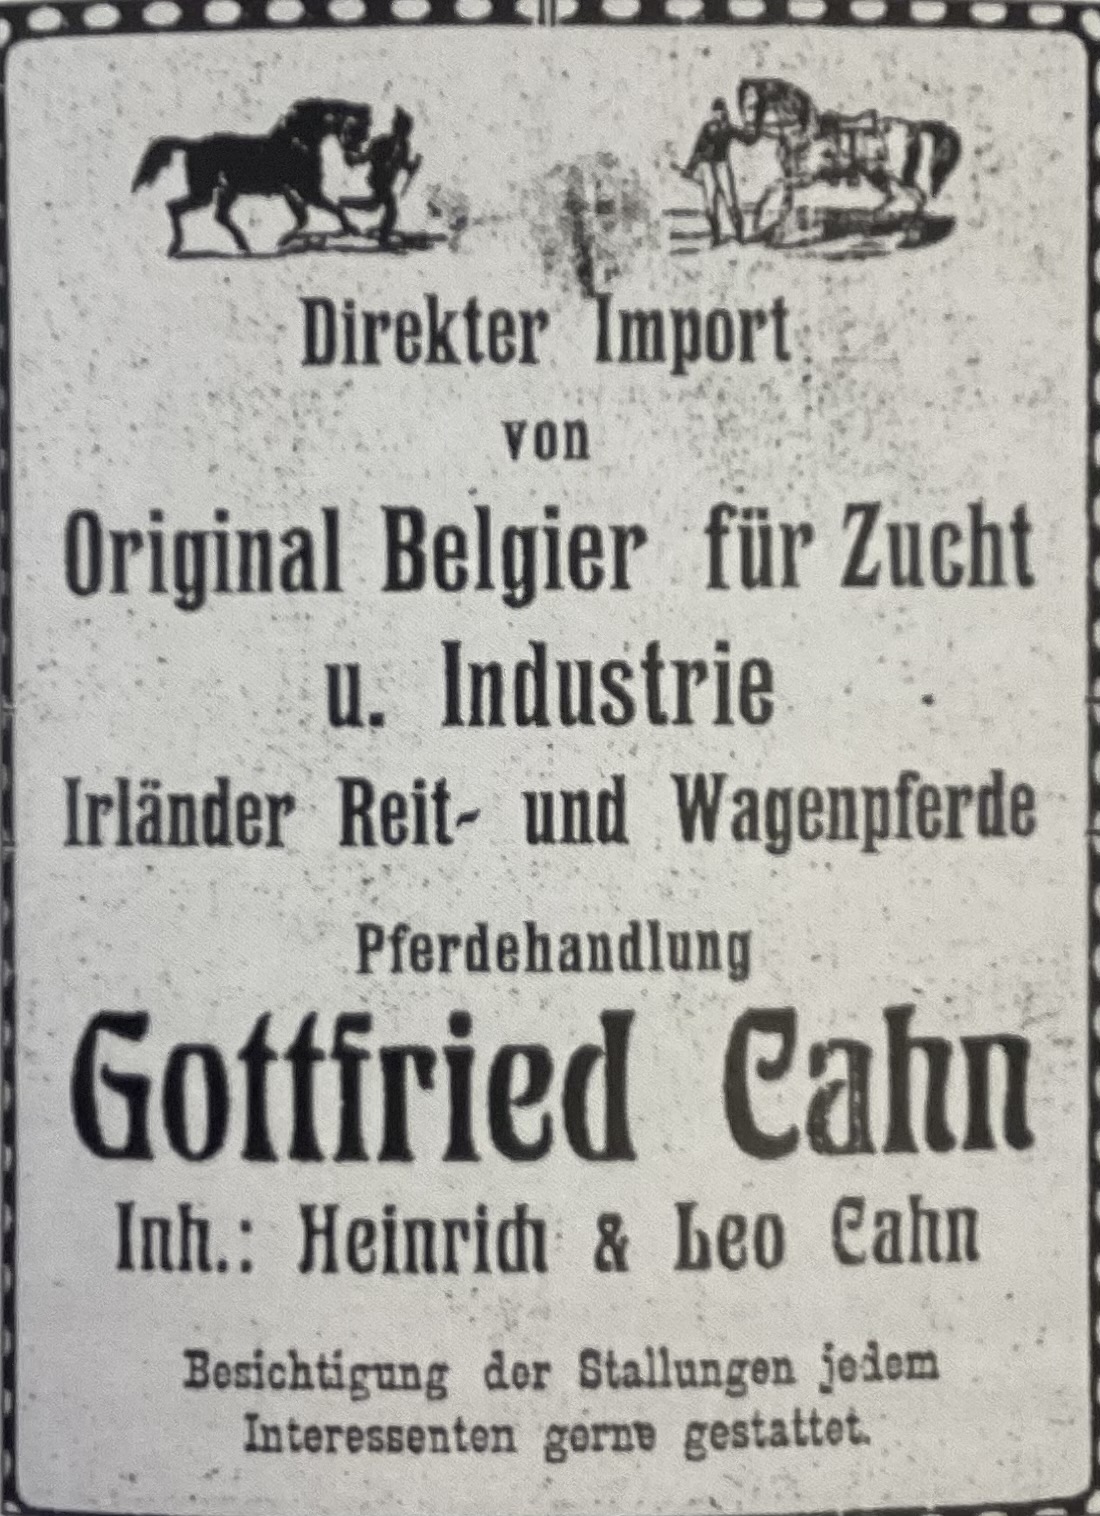 Direkter Import
von
Original Belgier für Zucht
u. Industrie
Irländer Reit- und Wagenpferde
Pferdehandlung
Gottfried Cahn
Inh.: Heinrich & Leo Cahn
Besichtigung der Stallungen jedem
Interessenten gerne gestattet.